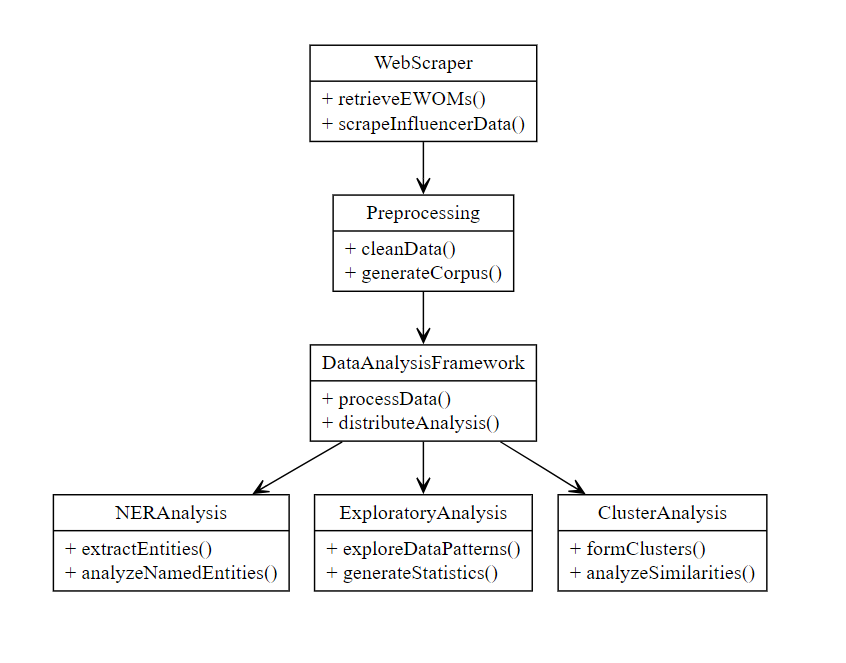 WebScraper
+ retrieveEWOMs()
+ scrapeInfluencerData()
Preprocessing
+ cleanData()
+ generateCorpus()
DataAnalysisFramework
+ processData()
+ distributeAnalysis()
NERAnalysis
+ extractEntities()
+ analyzeNamedEntities()
ExploratoryAnalysis
+ exploreDataPatterns()
+ generateStatistics()
ClusterAnalysis
+ formClusters()
+ analyzeSimilarities()